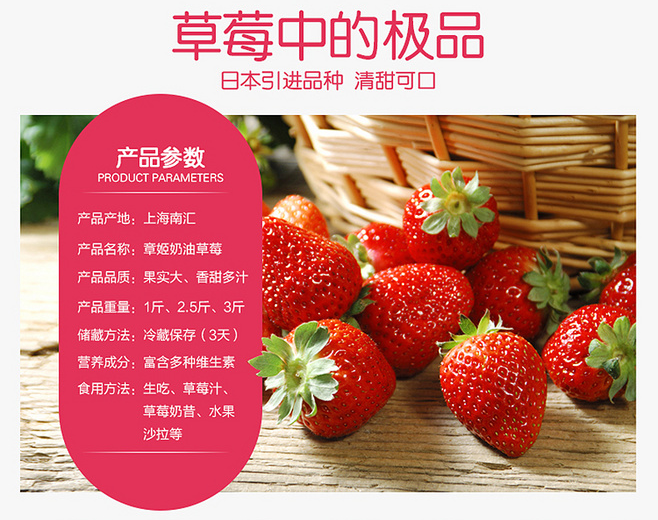 草莓中的极品
日本引进品种 清甜可口
产品参数
PRODUCT PARAMETERS
产品产地：上海南汇
产品名称：章姬奶油草莓
产品品质：果实大、香甜多汁
产品重量：1斤、2.5斤、3斤
储藏方法：冷藏保存（3天）
营养成分：富含多种维生素
食用方法：生吃、草莓汁、
草莓奶昔、水果
沙拉等